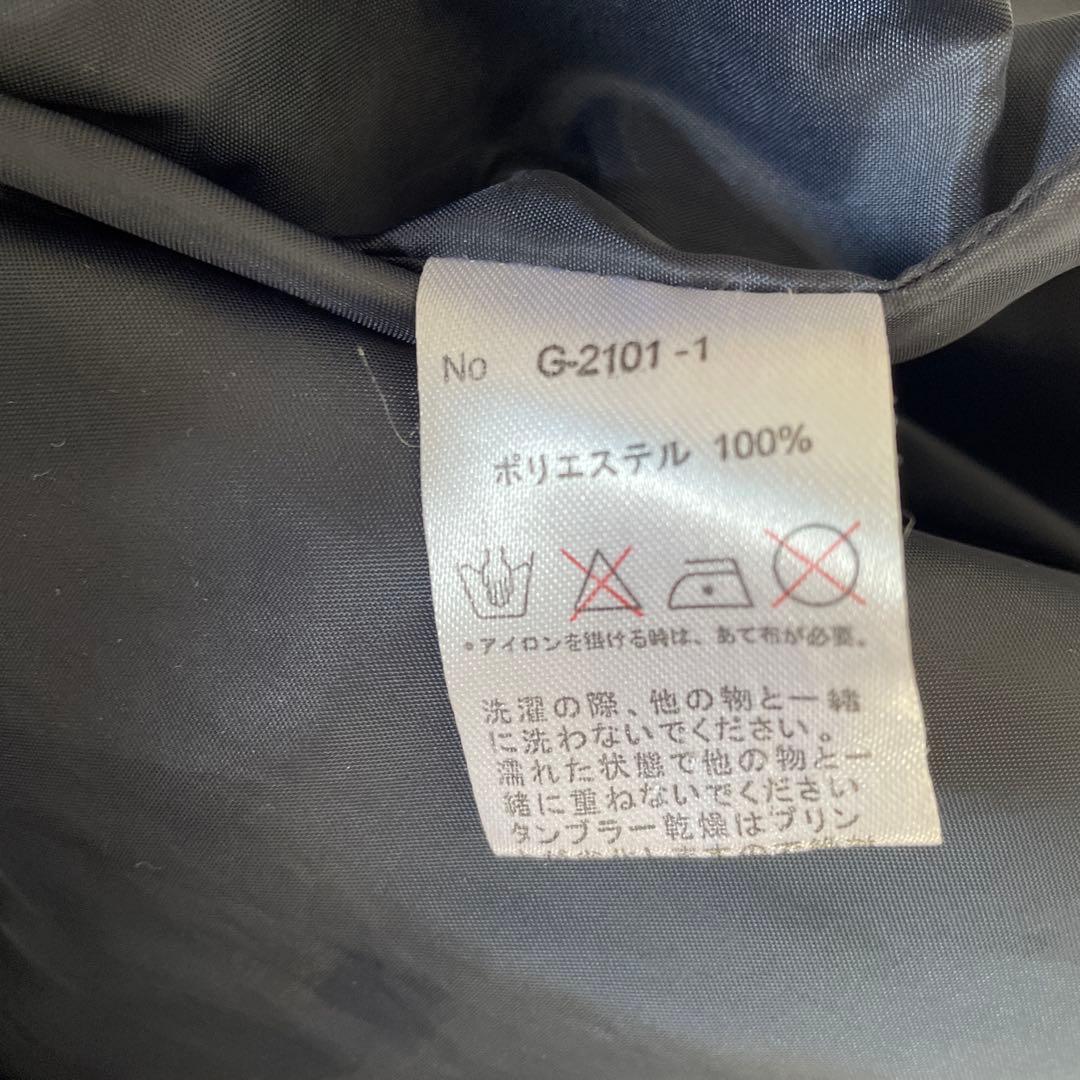 No G-2101-1
ポリエステル 100%
・アイロンを掛ける時は、あて布が必要。
洗濯の際、他の物と一緒
に洗わないでください。
濡れた状態で他の物と一
緒に重ねないでください
タンブラー乾燥はプリン